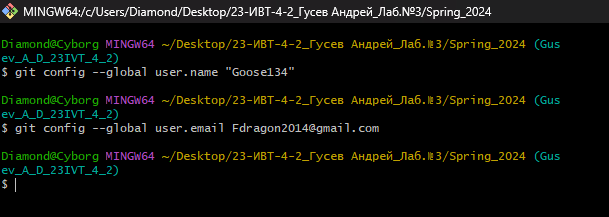 MINGW64:/c/Users/Diamond/Desktop/23-ИВТ-4-2_Гусев Андрей_Лаб.№3/Spring_2024
Diamond@Cyborg MINGW64 ~/Desktop/23-ИВТ-4-2_Гусев Андрей_Лаб.№3/Spring_2024 (Gus
ev_A_D_23IVT_4_2)
$ git config --global user.name "Goose134"
Diamond@Cyborg MINGW64 ~/Desktop/23-ИВТ-4-2_Гусев Андрей_Лаб.№3/Spring_2024 (Gus
ev_A_D_23IVT_4_2)
$ git config --global user.email Fdragon2014@gmail.com
Diamond@Cyborg MINGW64 ~/Desktop/23-ИВТ-4-2_Гусев Андрей_Лаб.№3/Spring_2024 (Gus
ev_A_D_23IVT_4_2)
$